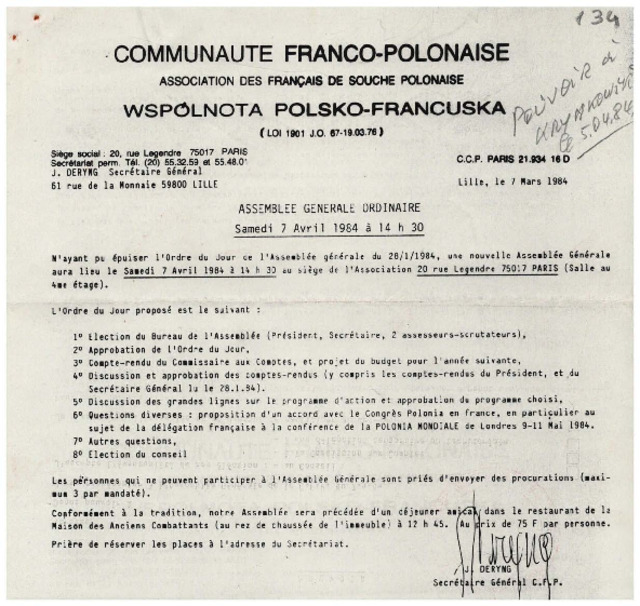 134
COMMUNAUTE FRANCO-POLONAISE
ASSOCIATION DES FRANÇAIS DE SOUCHE POLONAISE
WSPÓLNOTA POLSKO-FRANCUSKA
( LOI 1901 J.O. 67-19.03.76 )
POUVOIR à
5.04.84
Siège social : 20, rue Legendre 75017 PARIS
Secrétariat perm. Tél. (20) 55.32.59 et 55.48.01
J. DERYNG Secrétaire Général
61 rue de la Monnaie 59800 LILLE
C.C.P. PARIS 21.934 16 D
Lille, le 7 Mars 1984
ASSEMBLEE GENERALE ORDINAIRE
Samedi 7 Avril 1984 à 14 h 30
N'ayant pu épuiser l'Ordre du Jour de l'Assemblée générale du 28/1/1984, une nouvelle Assemblée Générale
aura lieu le Samedi 7 Avril 1984 à 14 h 30 au siège de l'Association 20 rue Legendre 75017 PARIS (Salle au
4me étage).
L'Ordre du Jour proposé est le suivant :
1° Election du Bureau de l'Assemblée (Président, Secrétaire, 2 assesseurs-scrutateurs),
2° Approbation de l'Ordre du Jour,
3° Compte-rendu du Commissaire aux Comptes, et projet du budget pour l'année suivante,
4° Discussion et approbation des comptes-rendus (y compris les comptes-rendus du Président, et du
Secrétaire Général lu le 28.1.84).
5° Discussion des grandes lignes sur le programme d'action et approbation du programme choisi,
6° Questions diverses : proposition d'un accord avec le Congrès Polonia en france, en particulier au
sujet de la délégation française à la conférence de la POLONIA MONDIALE de Londres 9-11 Mai 1984.
7° Autres questions,
8° Election du conseil
Les personnes qui ne peuvent participer à l'Assemblée Générale sont priés d'envoyer des procurations (maxi-
mum 3 par mandaté).
Conformément à la tradition, notre Assemblée sera précédée d'un déjeuner amical dans le restaurant de la
Maison des Anciens Combattants (au rez de chaussée de l'immeuble) à 12 h 45. (Au prix de 75 F par personne.
Prière de réserver les places à l'adresse du Secrétariat.
J. DERYNG
Secrétaire Général C.F.P.